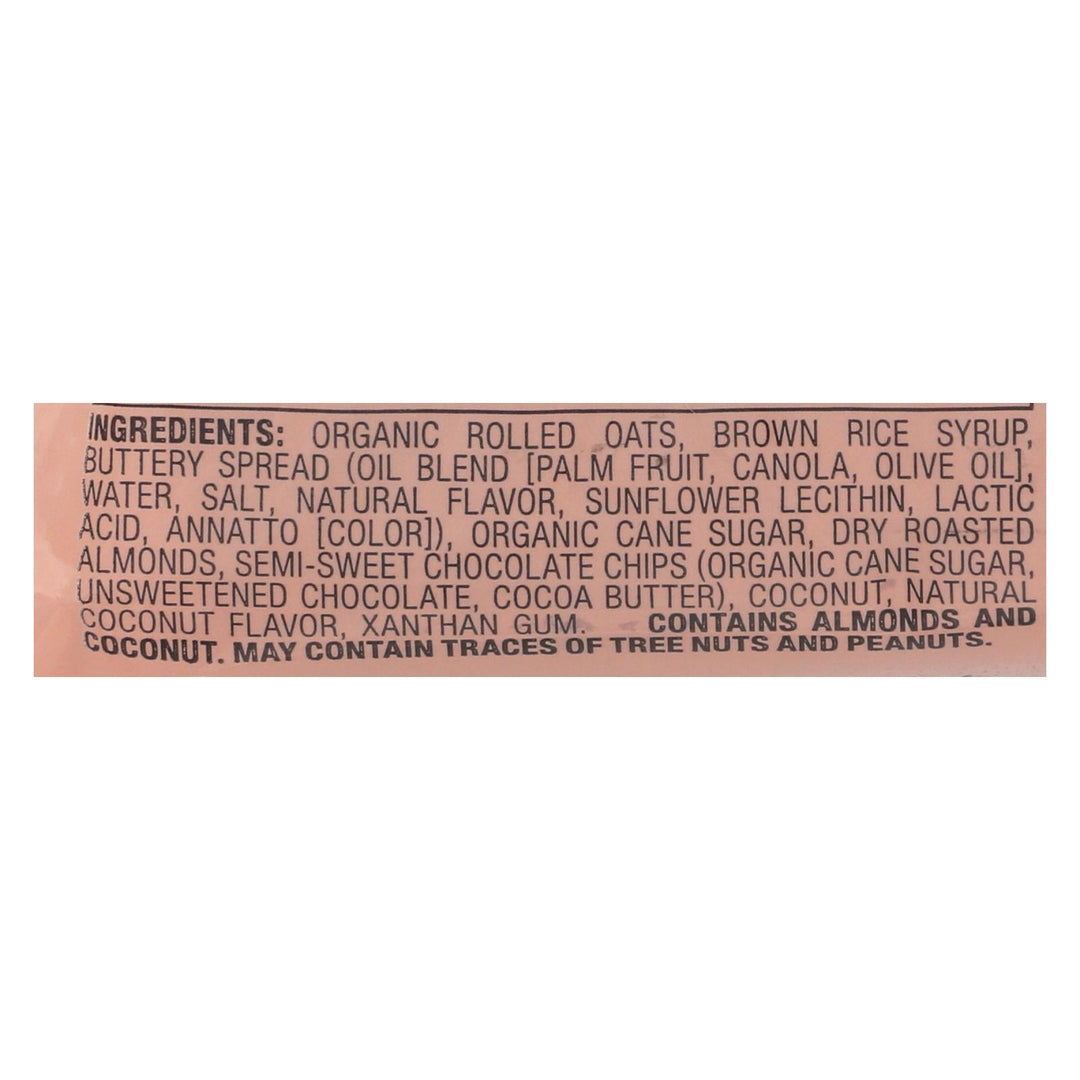 INGREDIENTS: ORGANIC ROLLED OATS, BROWN RICE SYRUP,
BUTTERY SPREAD (OIL BLEND [PALM FRUIT, CANOLA, OLIVE OIL],
WATER, SALT, NATURAL FLAVOR, SUNFLOWER LECITHIN, LACTIC
ACID, ANNATTO [COLOR]), ORGANIC CANE SUGAR, DRY ROASTED
ALMONDS, SEMI-SWEET CHOCOLATE CHIPS (ORGANIC CANE SUGAR,
UNSWEETENED CHOCOLATE, COCOA BUTTER), COCONUT, NATURAL
COCONUT FLAVOR, XANTHAN GUM. CONTAINS ALMONDS AND
COCONUT. MAY CONTAIN TRACES OF TREE NUTS AND PEANUTS.